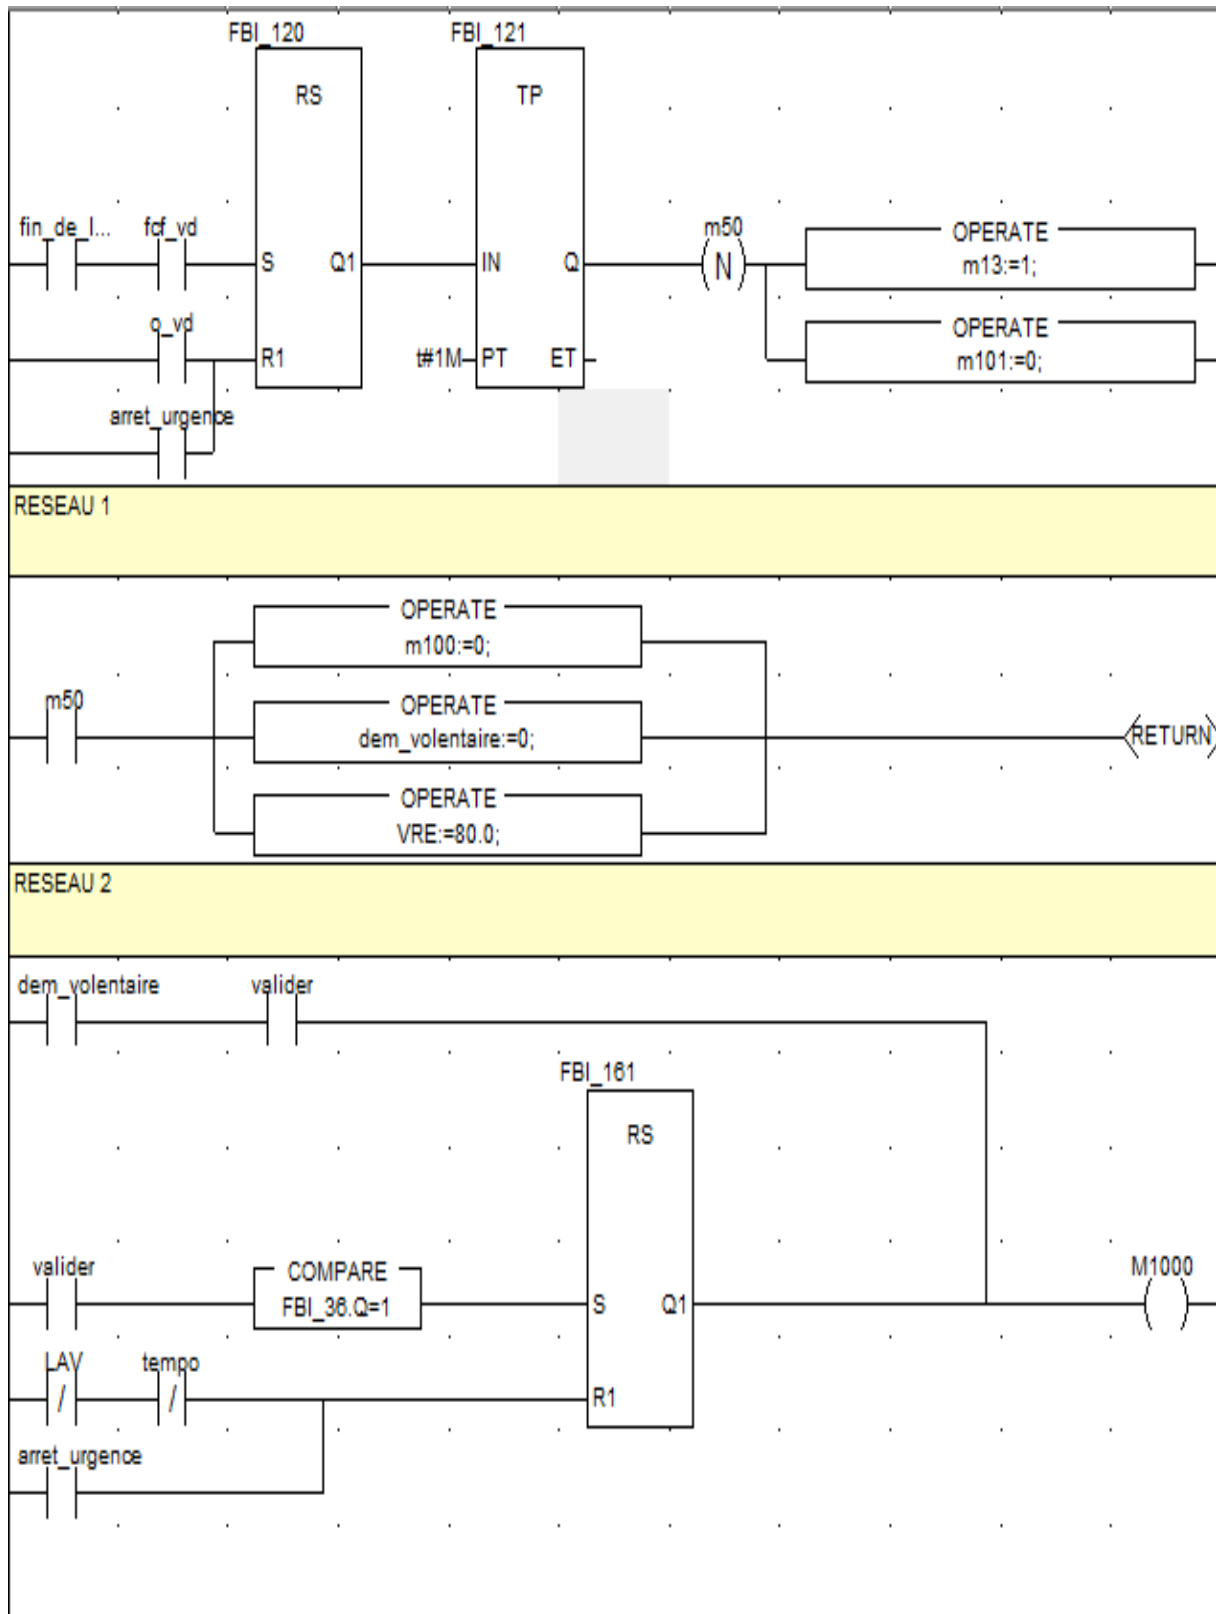 FBI_120 FBI_121
RS TP
fin_de_l... fcf_vd m50 OPERATE
S Q1 IN Q N m13:=1;
o_vd OPERATE
R1 t#1M PT ET m101:=0;
arret_urgence
RESEAU 1
OPERATE
m100:=0;
m50 OPERATE
dem_volentaire:=0; RETURN
OPERATE
VRE:=80.0;
RESEAU 2
dem_volentaire valider
FBI_161
RS
valider COMPARE M1000
FBI_36.Q=1 S Q1
LAV tempo
/ / R1
arret_urgence